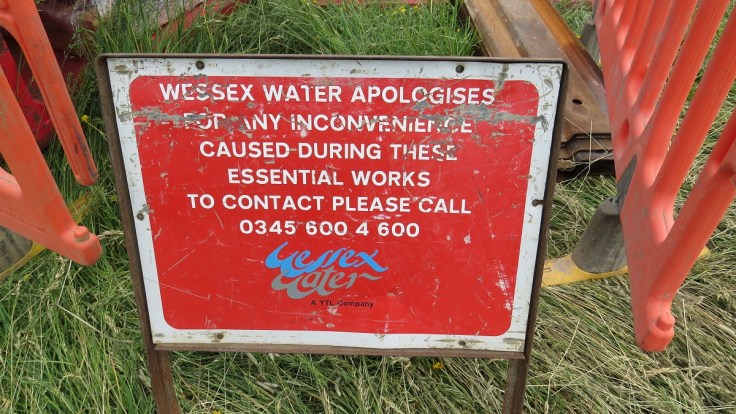 WESSEX WATER APOLOGISES
FOR ANY INCONVENIENCE
CAUSED DURING THESE
ESSENTIAL WORKS
TO CONTACT PLEASE CALL
0345 600 4 600
Wessex
Water
A YTL Company